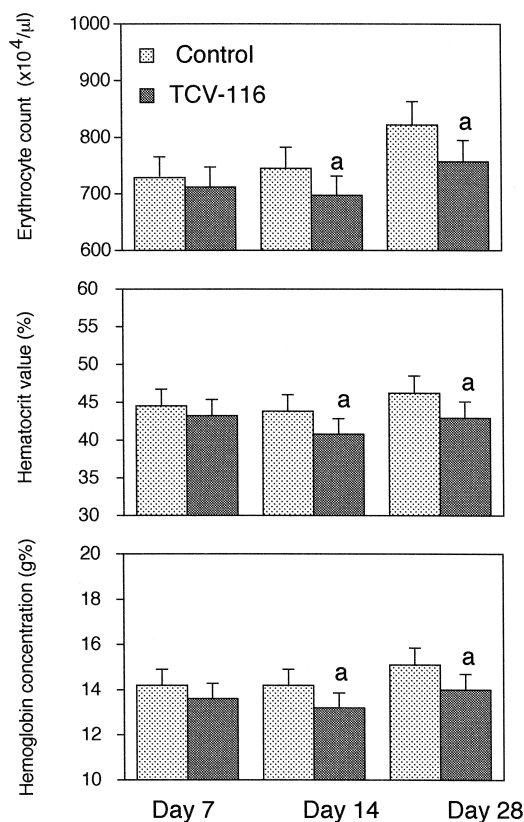 Erythrocyte count (x10⁴/µl)
1000
900
800
700
600
Control
TCV-116
a
a
Hematocrit value (%)
60
55
50
45
40
35
30
a
a
Hemoglobin concentration (g%)
20
18
16
14
12
10
a
a
Day 7 Day 14 Day 28